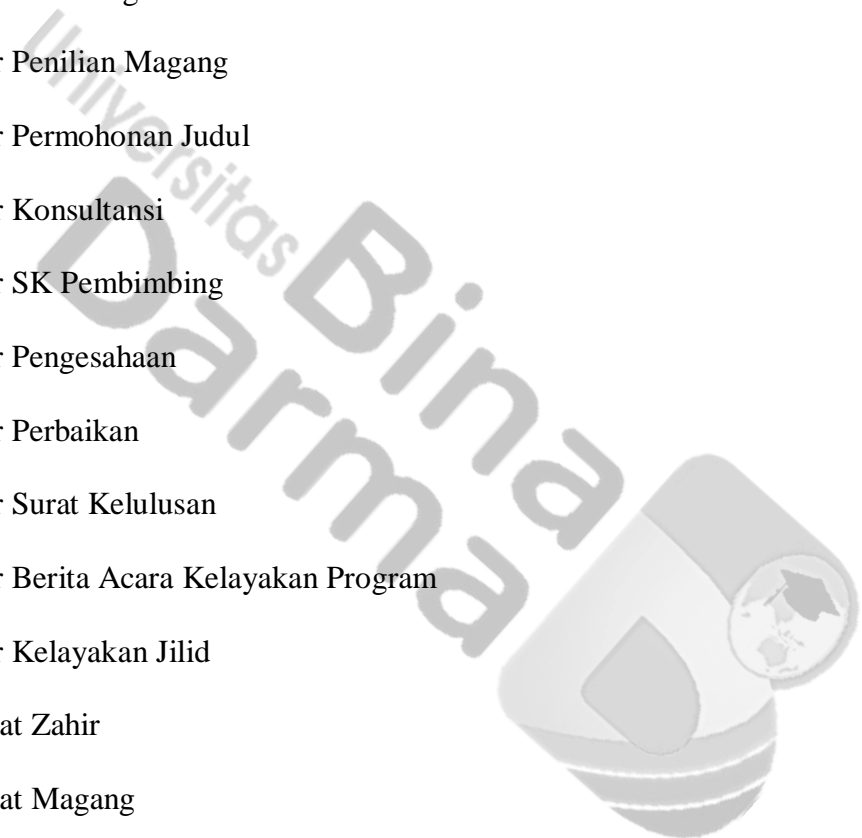 r Penilian Magang
r Permohonan Judul
r Konsultansi
r SK Pembimbing
r Pengesahaan
r Perbaikan
r Surat Kelulusan
r Berita Acara Kelayakan Program
r Kelayakan Jilid
at Zahir
at Magang
Universitas
Bina
Darma